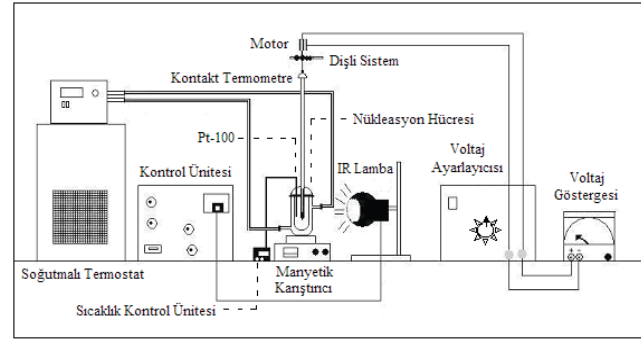 Motor
Dişli Sistem
Kontakt Termometre
Nükleasyon Hücresi
Pt-100
Kontrol Ünitesi
IR Lamba
Voltaj
Ayarlayıcısı
Voltaj
Göstergesi
Soğutmalı Termostat
Manyetik
Karıştırıcı
Sıcaklık Kontrol Ünitesi